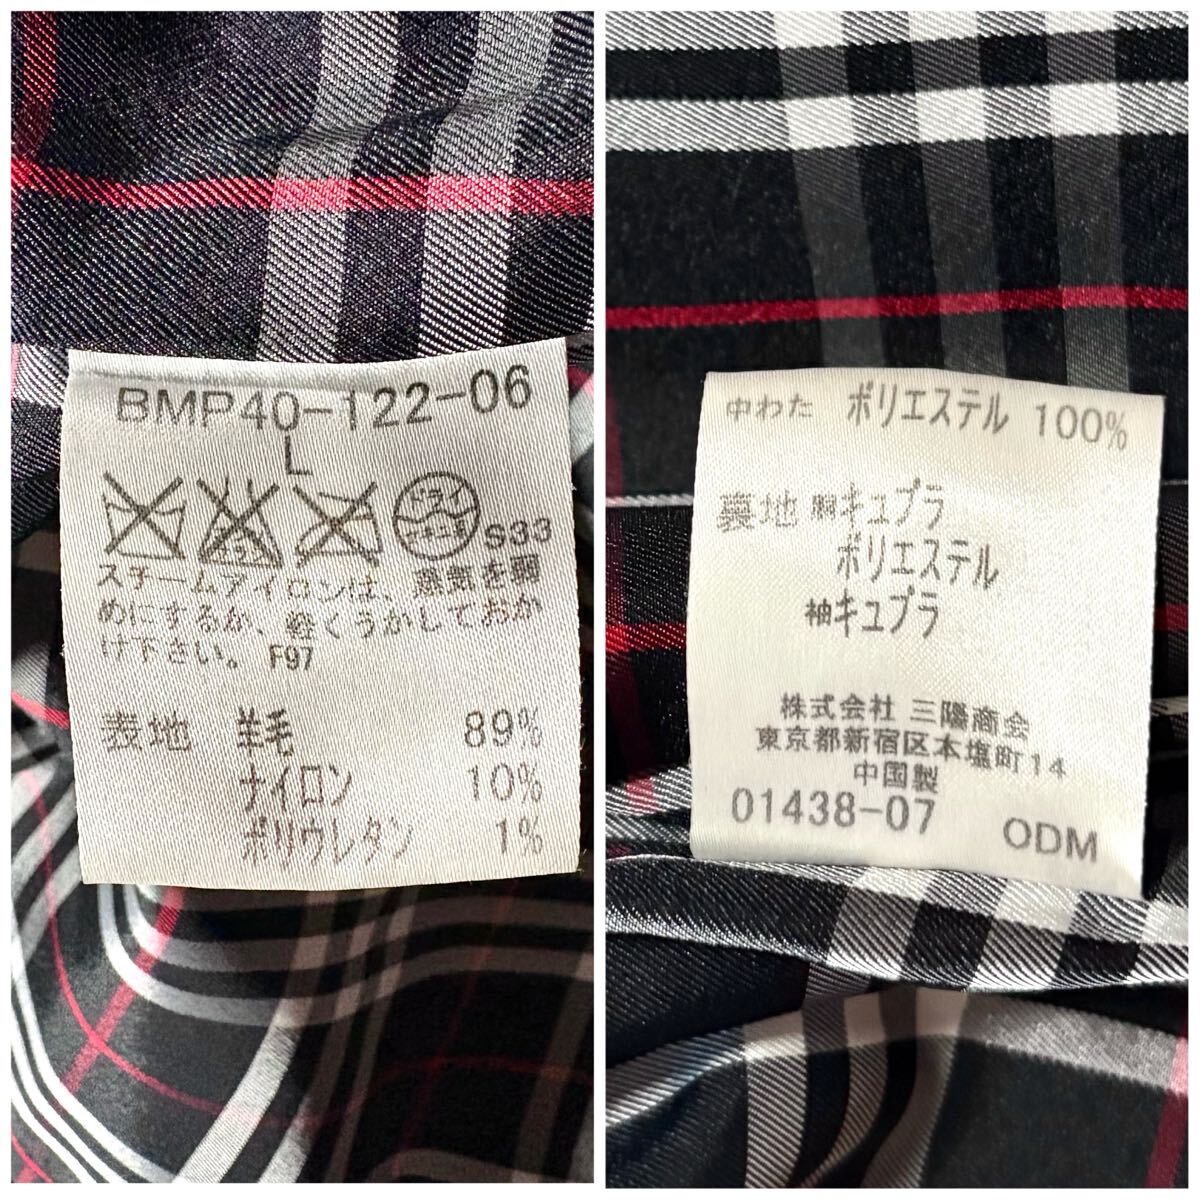 BMP40-122-06
L
ドライ
S33
スチームアイロンは、蒸気を弱
めにするか、軽くうかしておか
け下さい。 F97
表地 羊毛 89%
ナイロン 10%
ポリウレタン 1%
中わた ポリエステル 100%
裏地 胴キュプラ
ポリエステル
袖キュプラ
株式会社 三陽商会
東京都新宿区本塩町14
中国製
01438-07 ODM